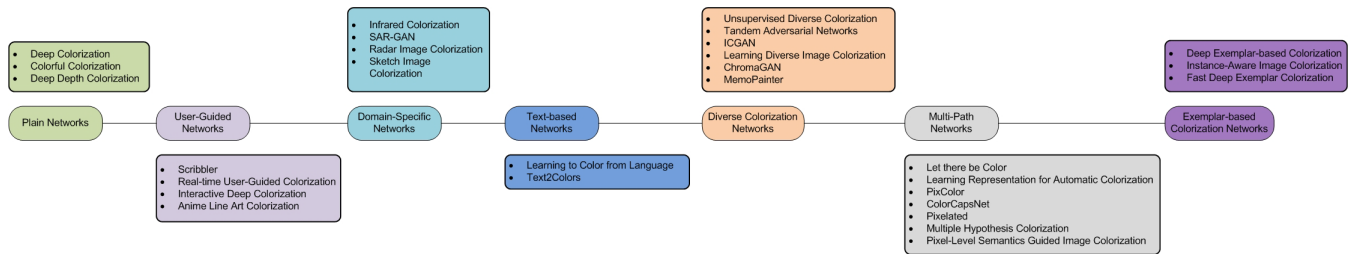 • Deep Colorization
• Colorful Colorization
• Deep Depth Colorization
Plain Networks
User-Guided
Networks
• Scribbler
• Real-time User-Guided Colorization
• Interactive Deep Colorization
• Anime Line Art Colorization
• Infrared Colorization
• SAR-GAN
• Radar Image Colorization
• Sketch Image
Colorization
Domain-Specific
Networks
Text-based
Networks
• Learning to Color from Language
• Text2Colors
• Unsupervised Diverse Colorization
• Tandem Adversarial Networks
• ICGAN
• Learning Diverse Image Colorization
• ChromaGAN
• MemoPainter
Diverse Colorization
Networks
Multi-Path
Networks
• Let there be Color
• Learning Representation for Automatic Colorization
• PixColor
• ColorCapsNet
• Pixelated
• Multiple Hypothesis Colorization
• Pixel-Level Semantics Guided Image Colorization
• Deep Exemplar-based Colorization
• Instance-Aware Image Colorization
• Fast Deep Exemplar Colorization
Exemplar-based
Colorization Networks